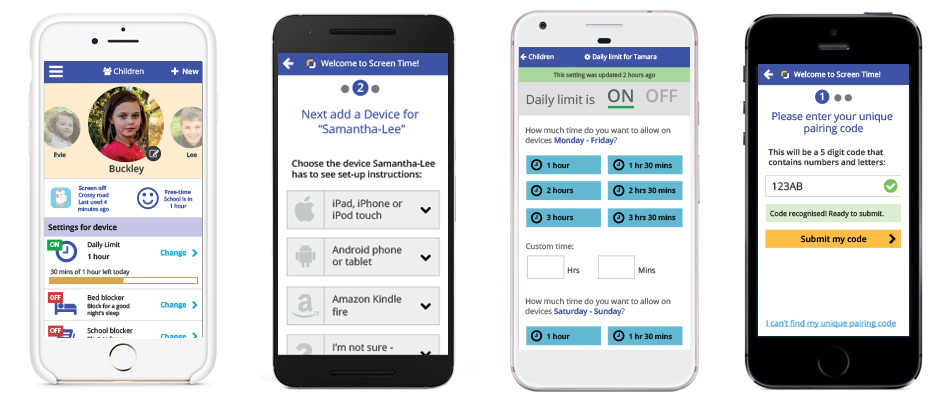 Children
+ New
Evie
Lee
Buckley
Screen off
Crossy road
Last used 4
minutes ago
Free-time
School is in
1 hour
Settings for device
ON
Daily Limit
1 hour
Change
30 mins of 1 hour left today
OFF
Bed blocker
Block for a good
night's sleep
Change
OFF
School blocker
Change
Welcome to Screen Time!
2
Next add a Device for
"Samantha-Lee"
Choose the device Samantha-Lee
has to see set-up instructions:
iPad, iPhone or
iPod touch
Android phone
or tablet
a
Amazon Kindle
fire
?
I'm not sure -
Children
Daily limit for Tamara
This setting was updated 2 hours ago
Daily limit is ON OFF
How much time do you want to allow on
devices Monday - Friday?
1 hour
1 hr 30 mins
2 hours
2 hrs 30 mins
3 hours
3 hrs 30 mins
Custom time:
Hrs
Mins
How much time do you want to allow on
devices Saturday - Sunday?
1 hour
1 hr 30 mins
Welcome to Screen Time!
1
Please enter your unique
pairing code
This will be a 5 digit code that
contains numbers and letters:
123AB
Code recognised! Ready to submit.
Submit my code
I can't find my unique pairing code